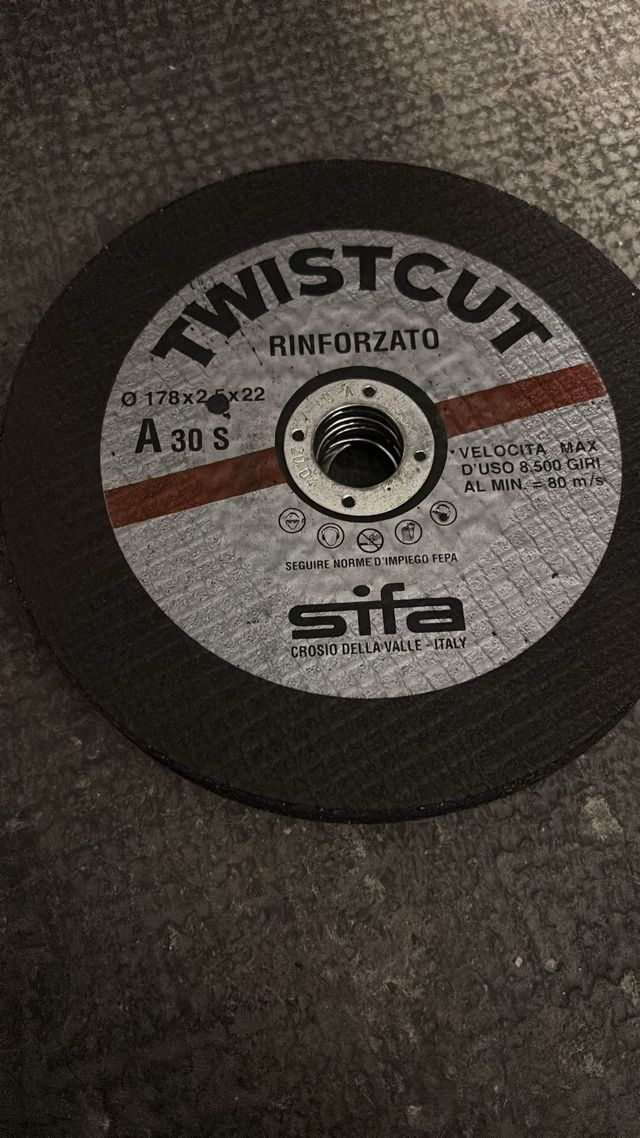 TWISTCUT
RINFORZATO
Ø 178x2,5x22
A 30 S
VELOCITÀ MAX
D'USO 8.500 GIRI
AL MIN. = 80 m/s
SEGUIRE NORME D'IMPIEGO FEPA
sifa
CROSIO DELLA VALLE - ITALY